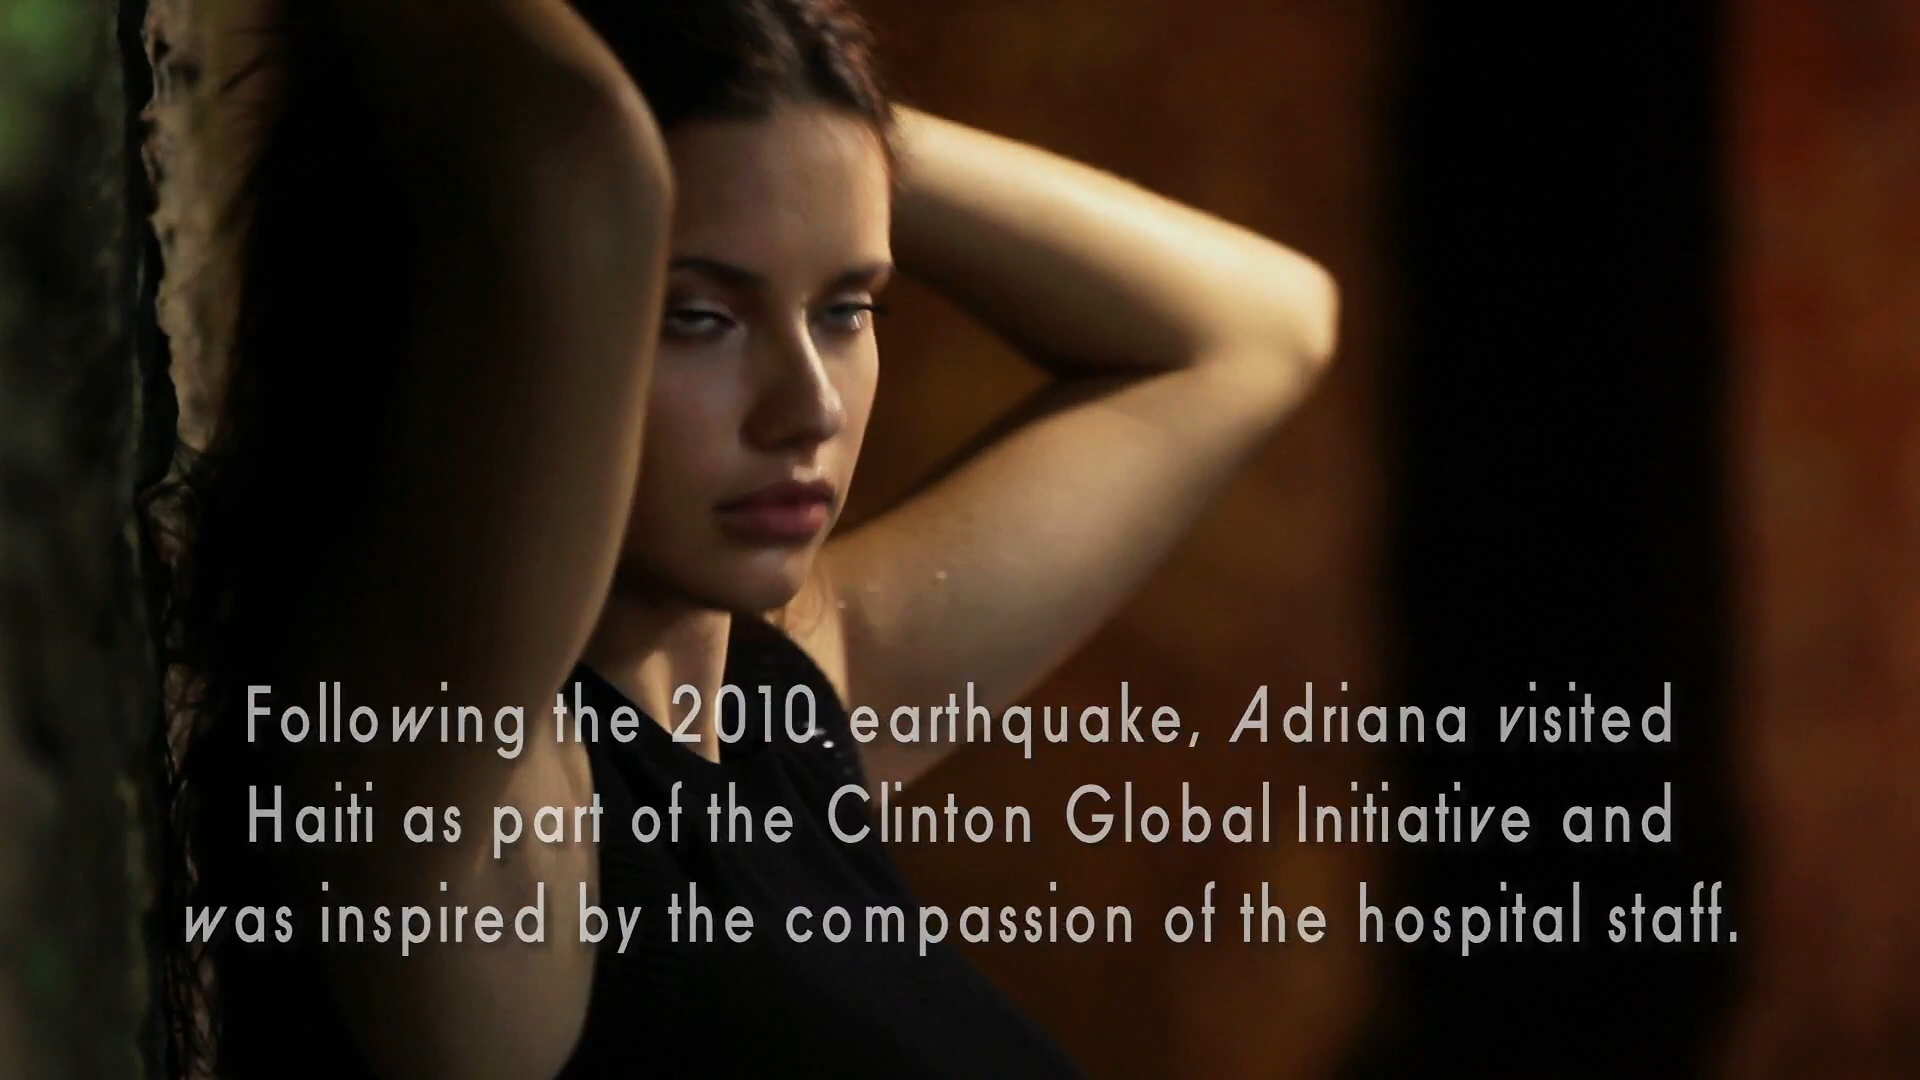 Following the 2010 earthquake, Adriana visited
Haiti as part of the Clinton Global Initiative and
was inspired by the compassion of the hospital staff.